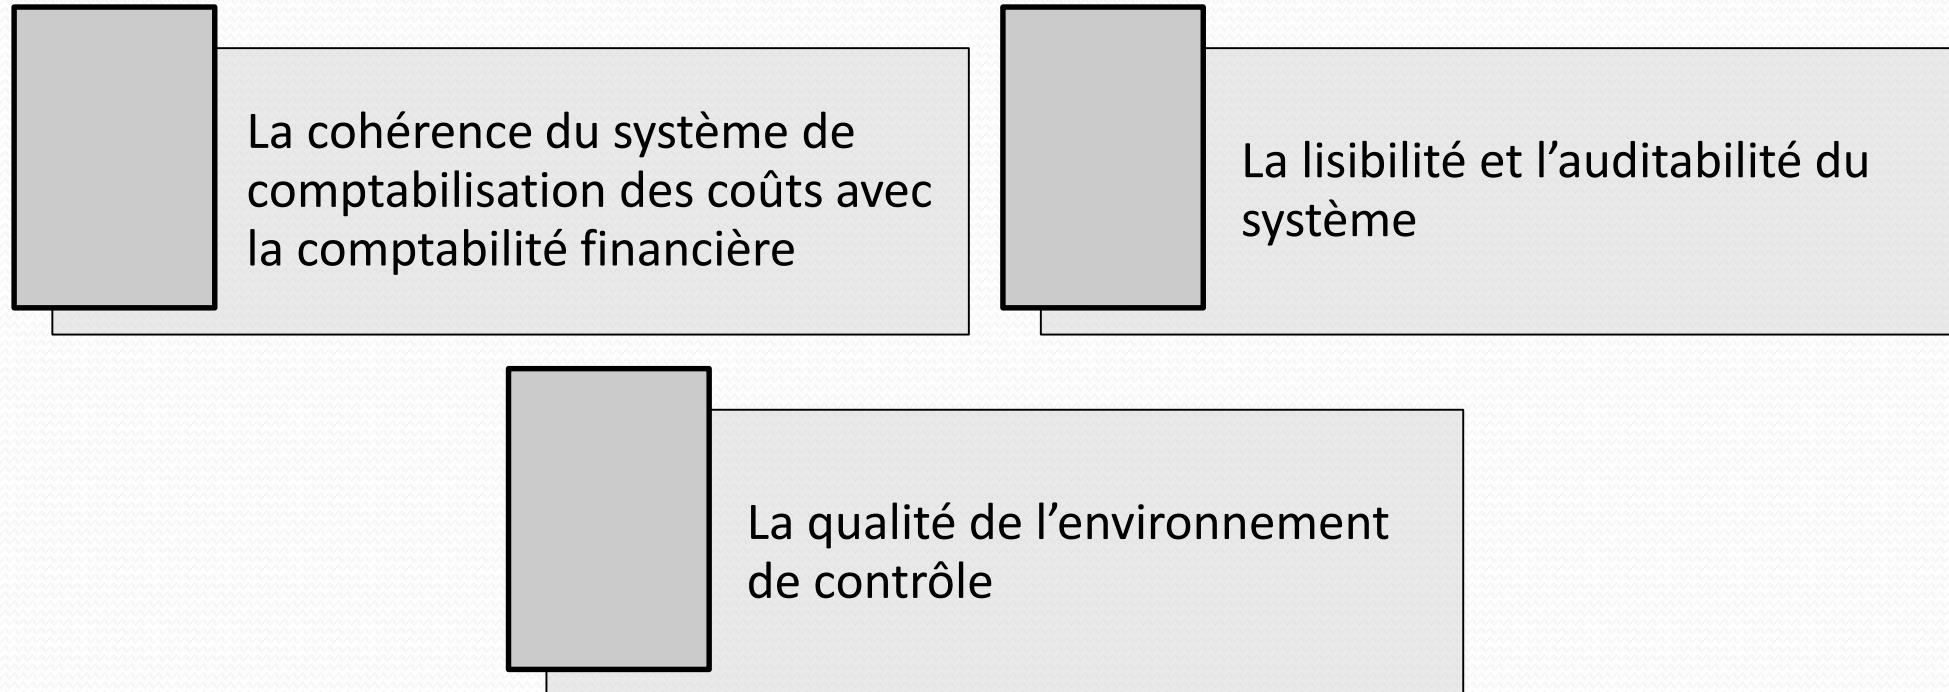 La cohérence du système de
comptabilisation des coûts avec
la comptabilité financière
La lisibilité et l’auditabilité du
système
La qualité de l’environnement
de contrôle